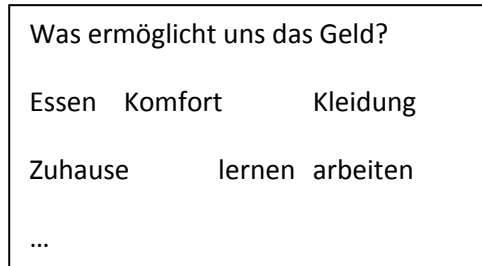 Was ermöglicht uns das Geld?
Essen Komfort Kleidung
Zuhause lernen arbeiten
…